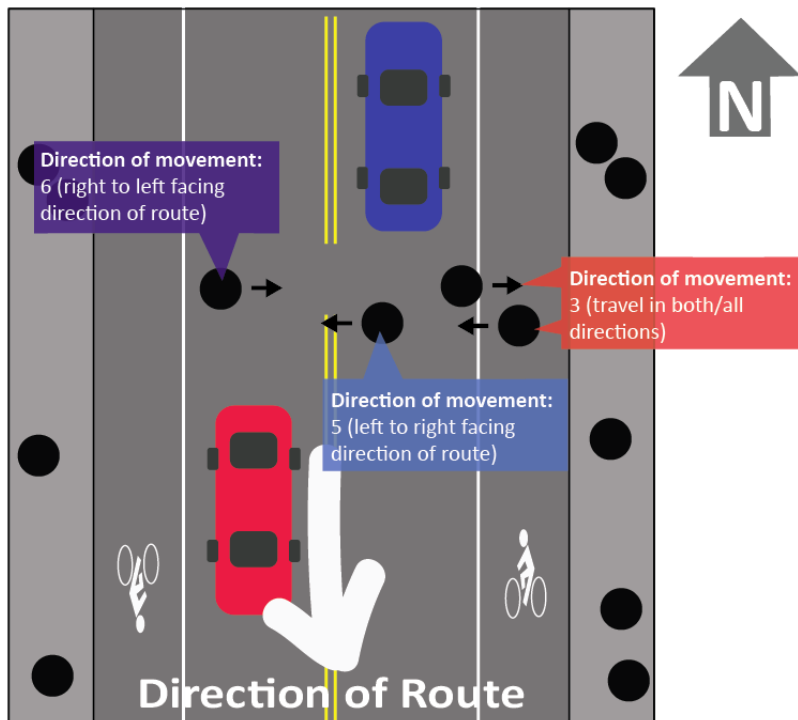 N
Direction of movement:
6 (right to left facing
direction of route)
Direction of movement:
3 (travel in both/all
directions)
Direction of movement:
5 (left to right facing
direction of route)
Direction of Route